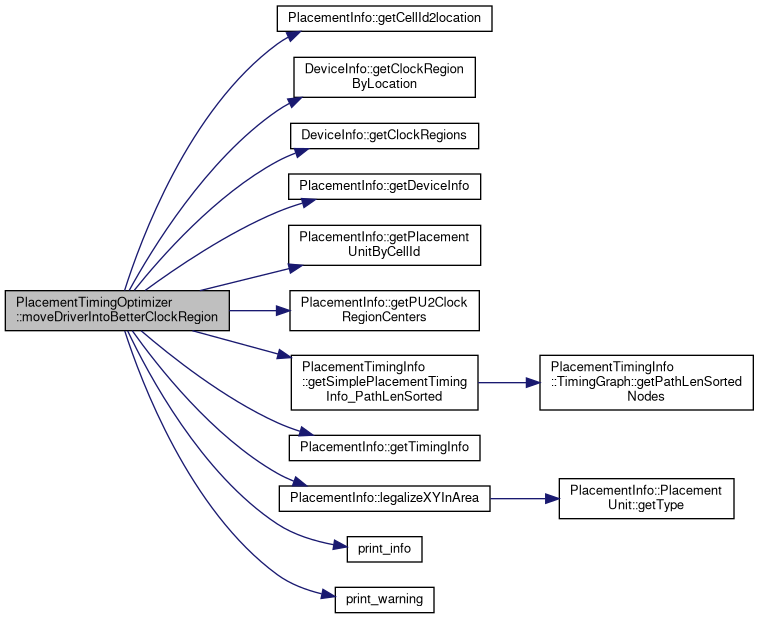 PlacementInfo::getCellId2location
DeviceInfo::getClockRegion
ByLocation
DeviceInfo::getClockRegions
PlacementInfo::getDeviceInfo
PlacementInfo::getPlacement
UnitByCellId
PlacementTimingOptimizer
::moveDriverIntoBetterClockRegion
PlacementInfo::getPU2Clock
RegionCenters
PlacementTimingInfo
::getSimplePlacementTiming
Info_PathLenSorted
PlacementTimingInfo
::TimingGraph::getPathLenSorted
Nodes
PlacementInfo::getTimingInfo
PlacementInfo::legalizeXYInArea
PlacementInfo::Placement
Unit::getType
print_info
print_warning